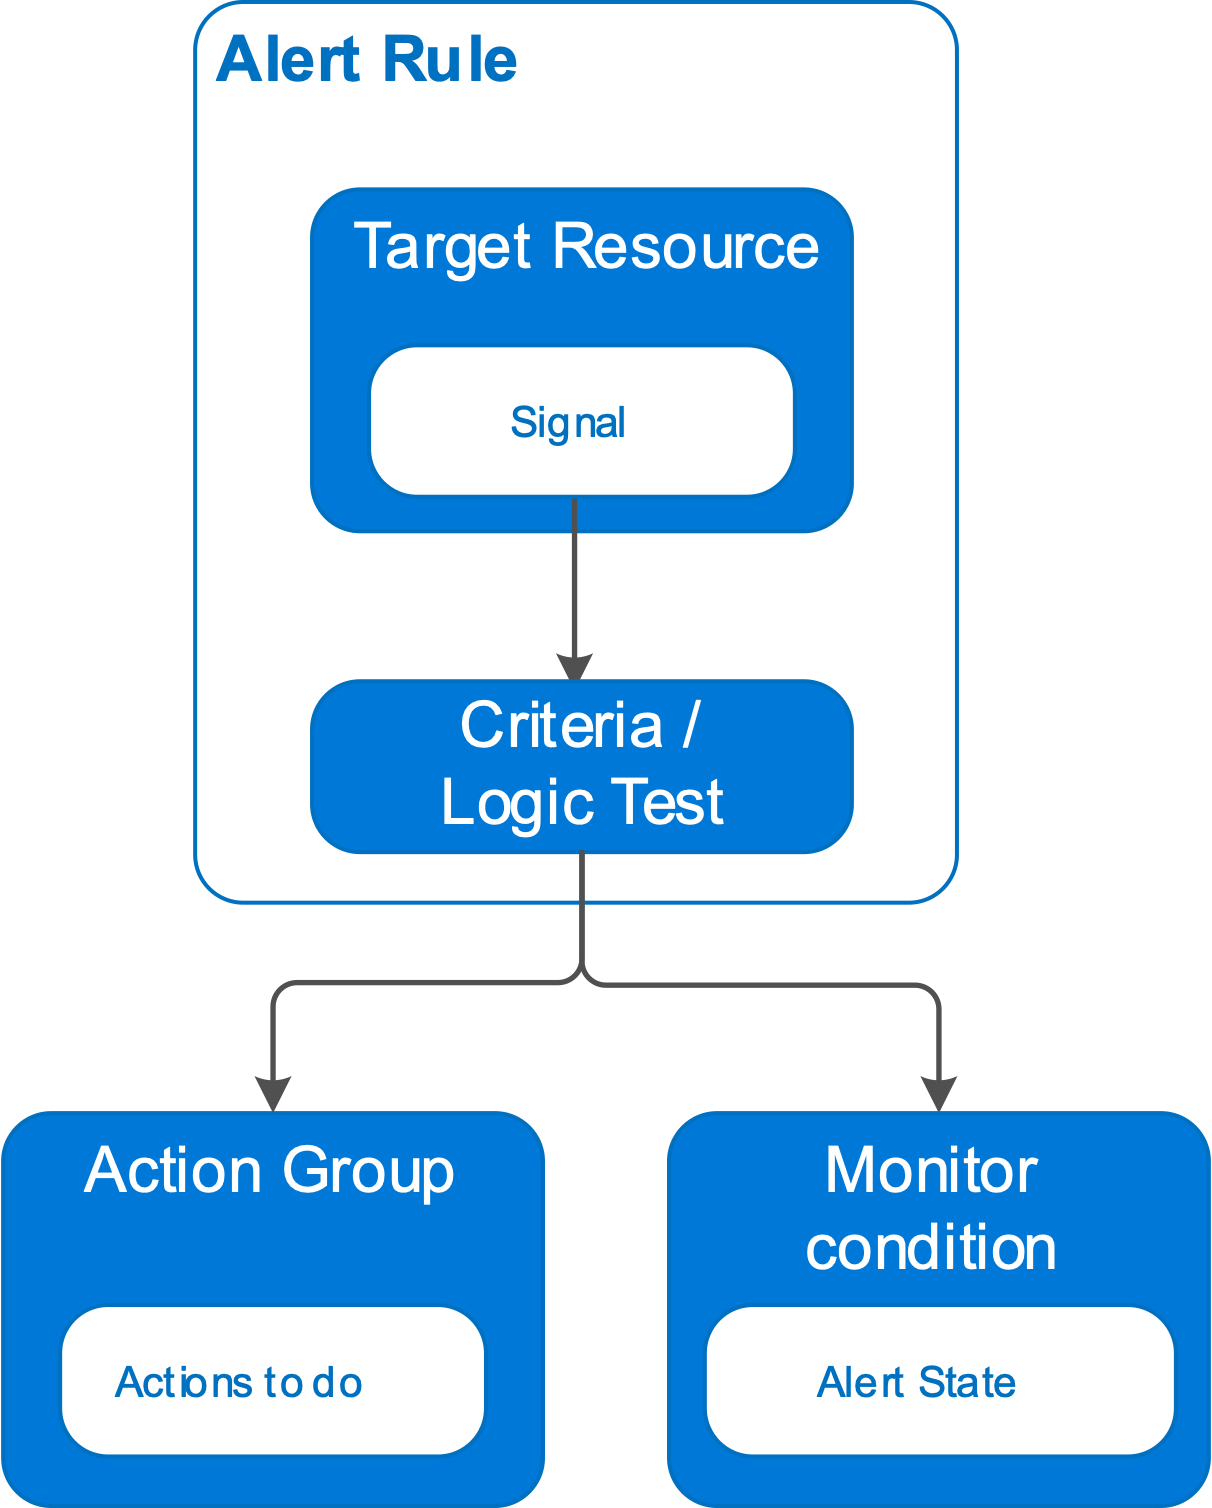 Alert Rule
Target Resource
Signal
Criteria /
Logic Test
Action Group
Actions to do
Monitor
condition
Alert State